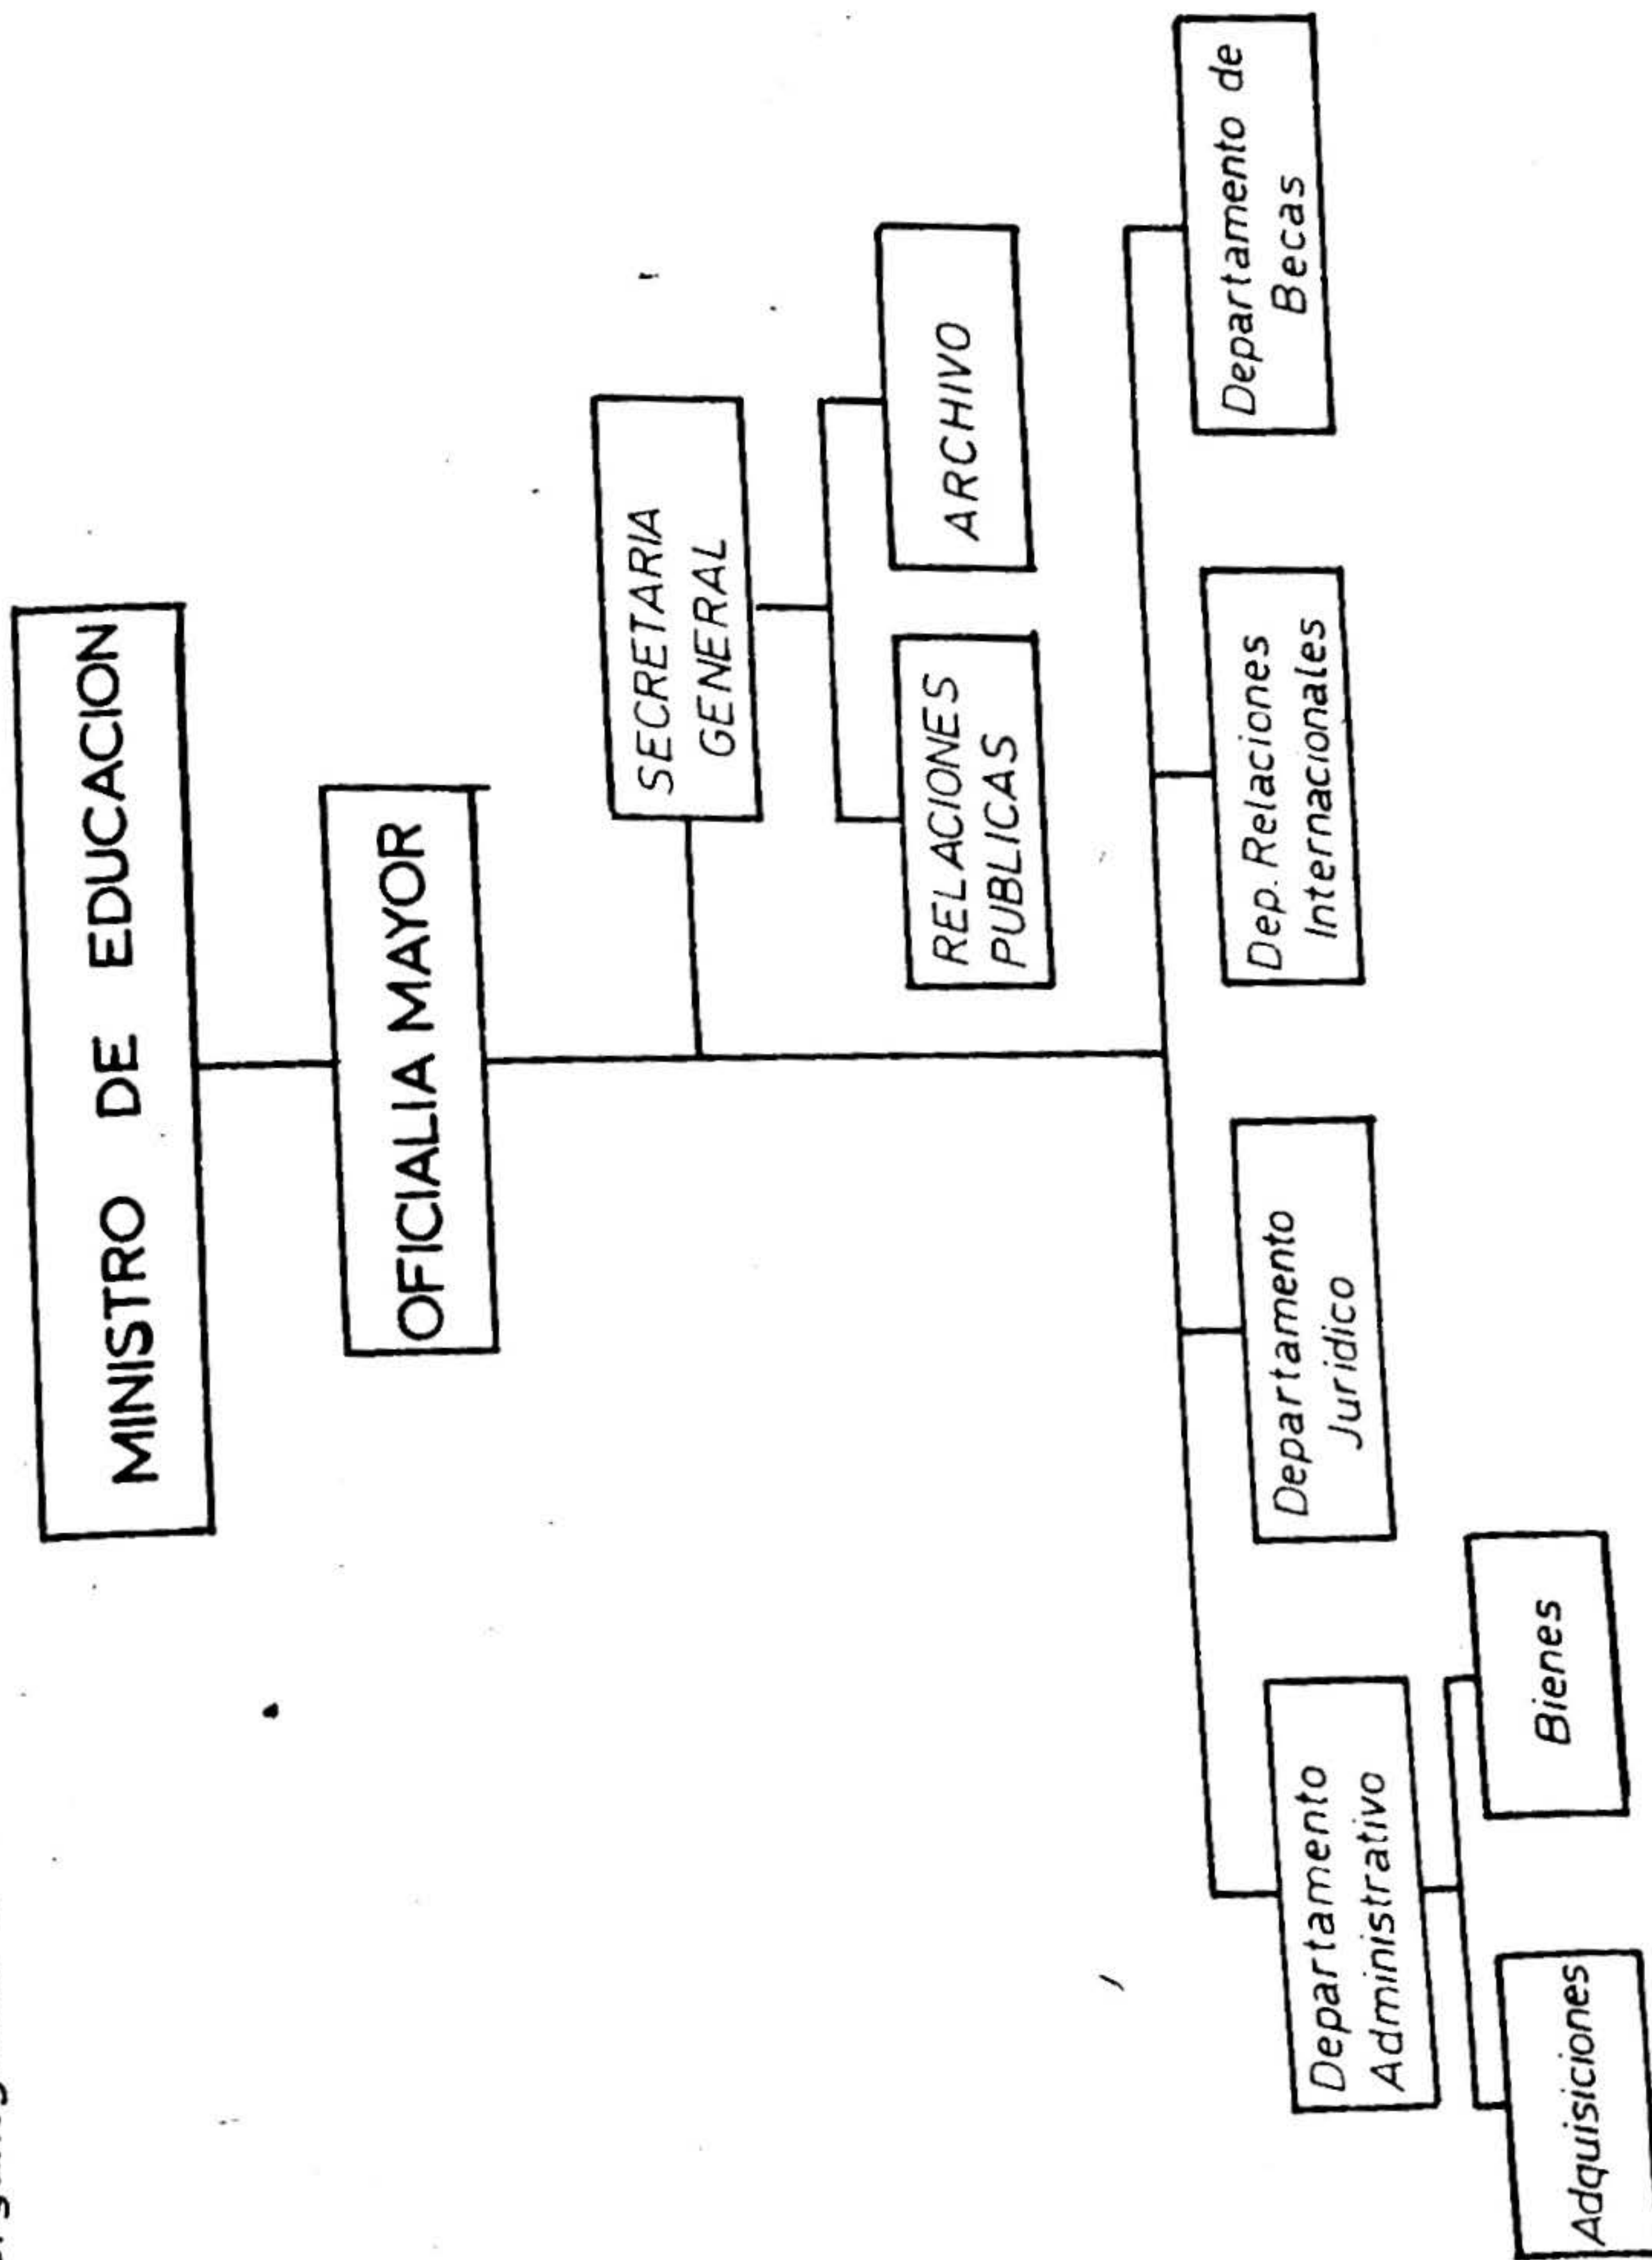 MINISTRO DE EDUCACION
OFICIALIA MAYOR
SECRETARIA
GENERAL
RELACIONES
PUBLICAS
ARCHIVO
Departamento
Administrativo
Departamento
Juridico
Dep. Relaciones
Internacionales
Departamento de
Becas
Adquisiciones
Bienes